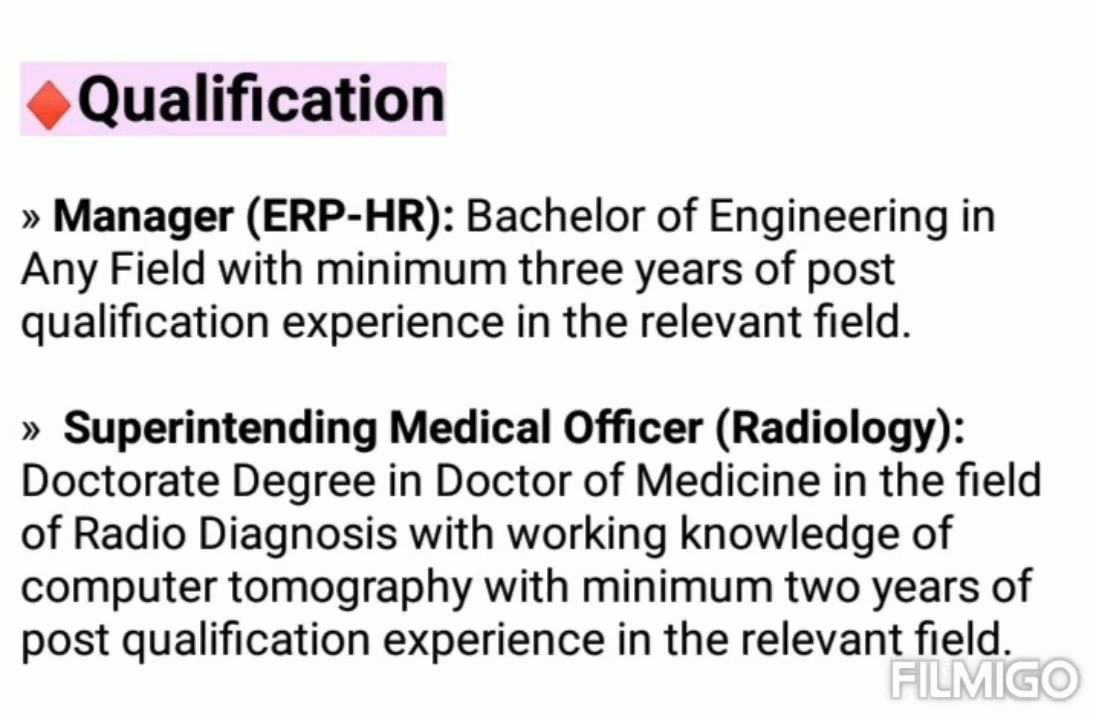 ♦Qualification
» Manager (ERP-HR): Bachelor of Engineering in
Any Field with minimum three years of post
qualification experience in the relevant field.
» Superintending Medical Officer (Radiology):
Doctorate Degree in Doctor of Medicine in the field
of Radio Diagnosis with working knowledge of
computer tomography with minimum two years of
post qualification experience in the relevant field.
FILMIGO